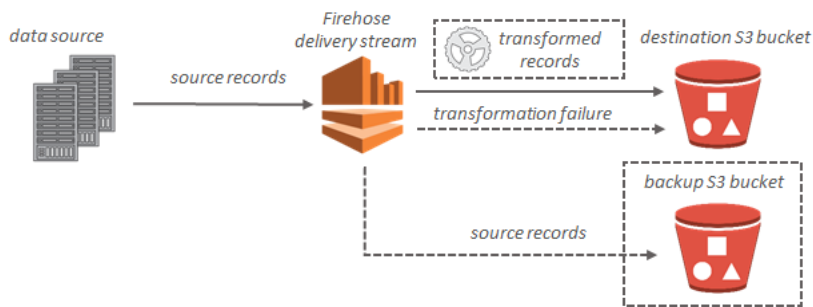 data source
source records
Firehose
delivery stream
transformed
records
transformation failure
destination S3 bucket
source records
backup S3 bucket